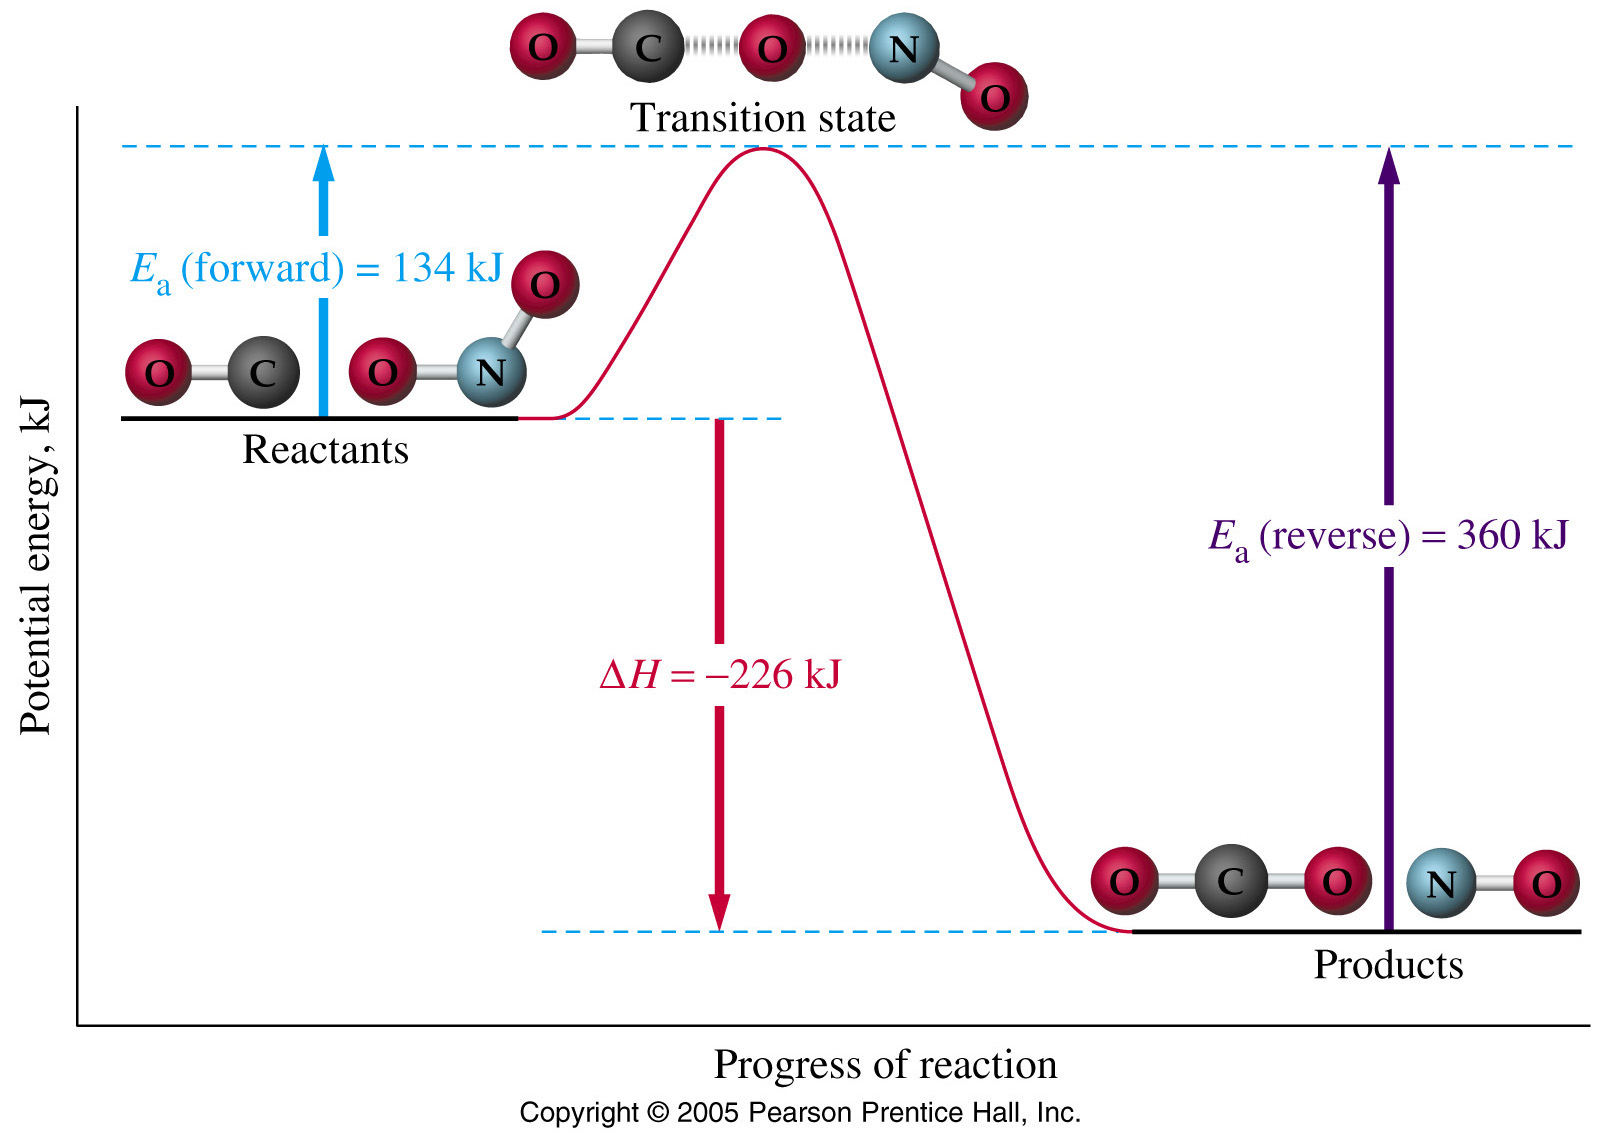 O C O N O
Transition state
Eₐ (forward) = 134 kJ
O
O C O N
Reactants
Potential energy, kJ
Eₐ (reverse) = 360 kJ
ΔH = –226 kJ
O C O N O
Products
Progress of reaction
Copyright © 2005 Pearson Prentice Hall, Inc.